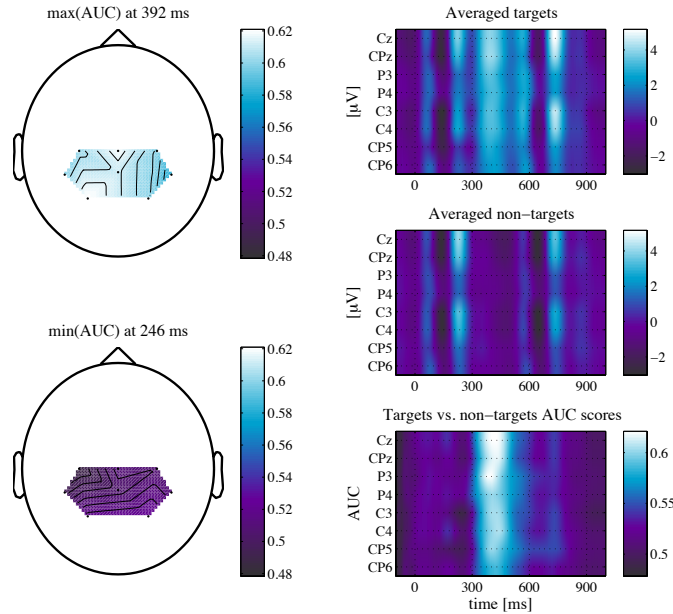 max(AUC) at 392 ms
0.62
0.6
0.58
0.56
0.54
0.52
0.5
0.48
min(AUC) at 246 ms
0.62
0.6
0.58
0.56
0.54
0.52
0.5
0.48
Averaged targets
[μV]
Cz
CPz
P3
P4
C3
C4
CP5
CP6
0 300 600 900
4
2
0
−2
Averaged non−targets
[μV]
Cz
CPz
P3
P4
C3
C4
CP5
CP6
0 300 600 900
4
2
0
−2
Targets vs. non−targets AUC scores
AUC
Cz
CPz
P3
P4
C3
C4
CP5
CP6
0 300 600 900
time [ms]
0.6
0.55
0.5